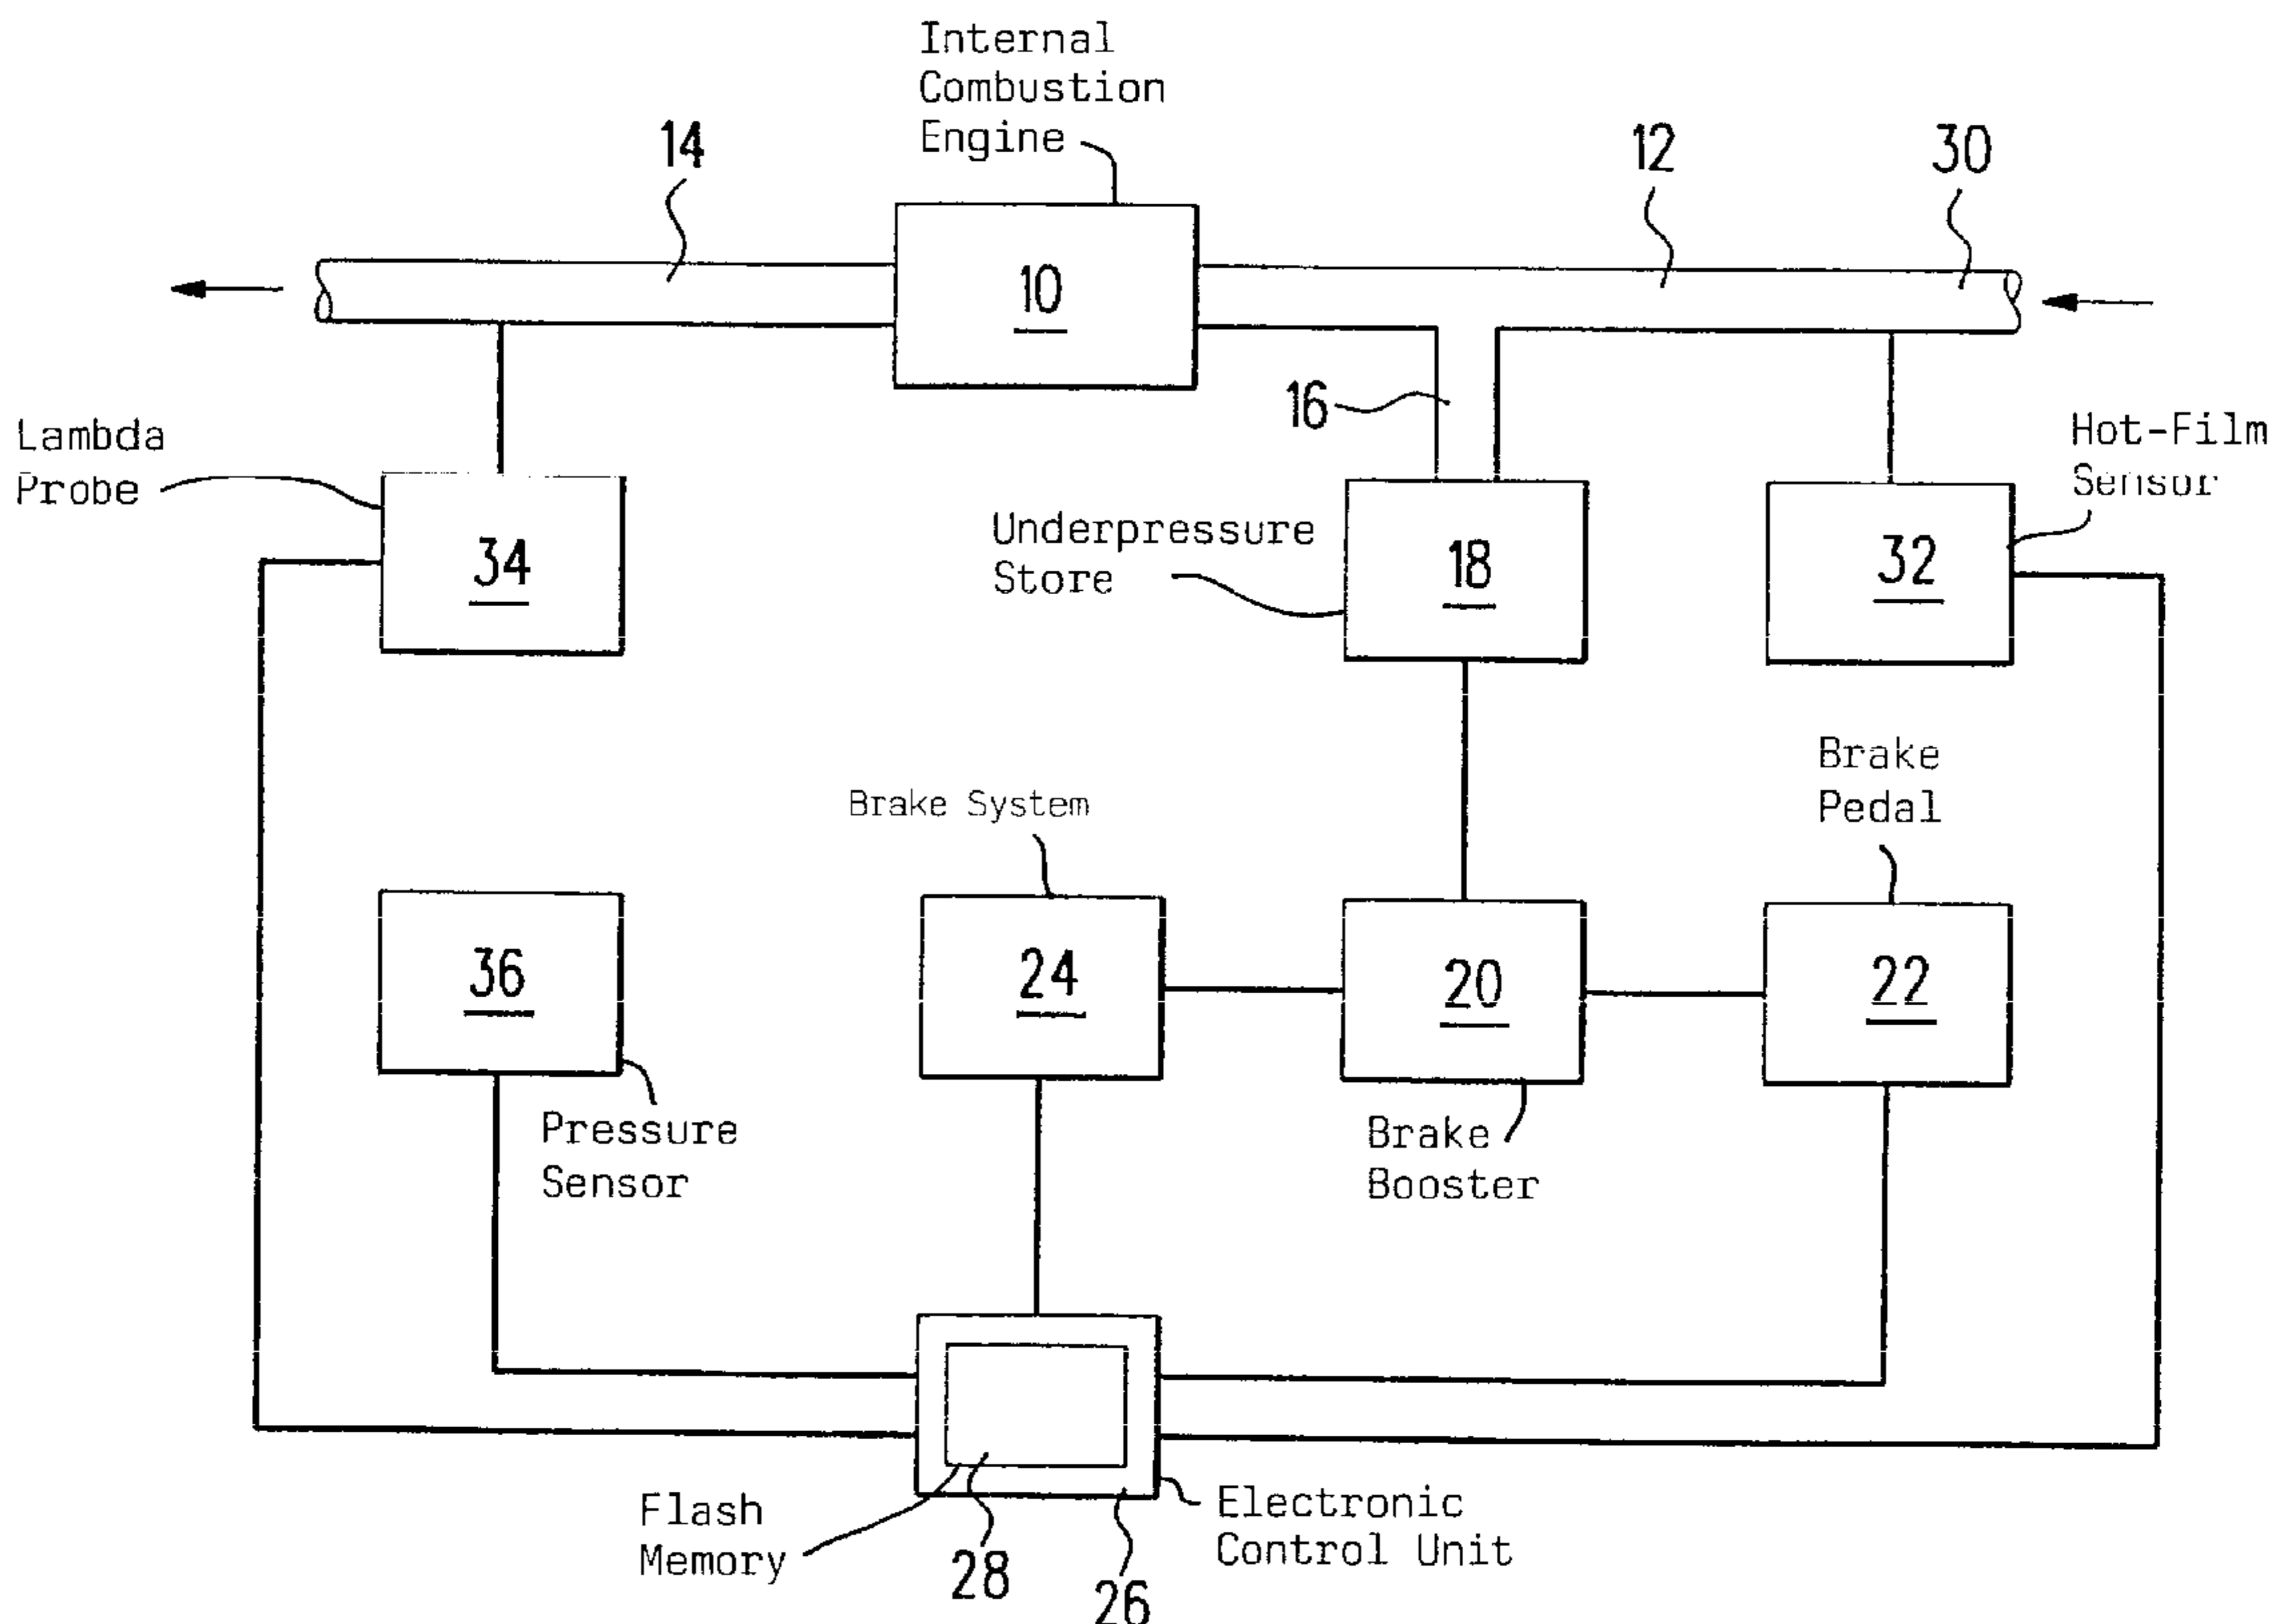 Internal
Combustion
Engine
14
12
30
10
16
Lambda
Probe
Hot-Film
Sensor
Underpressure
Store
34
18
32
Brake
Pedal
Brake System
36
24
20
22
Pressure
Sensor
Brake
Booster
Flash
Memory
28
26
Electronic
Control Unit